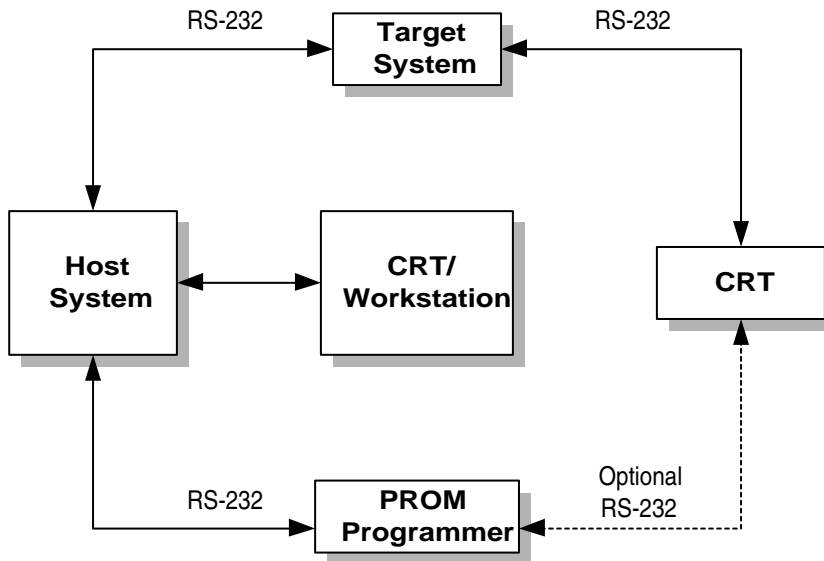 RS-232
Target
System
RS-232
Host
System
CRT/
Workstation
CRT
RS-232
PROM
Programmer
Optional
RS-232